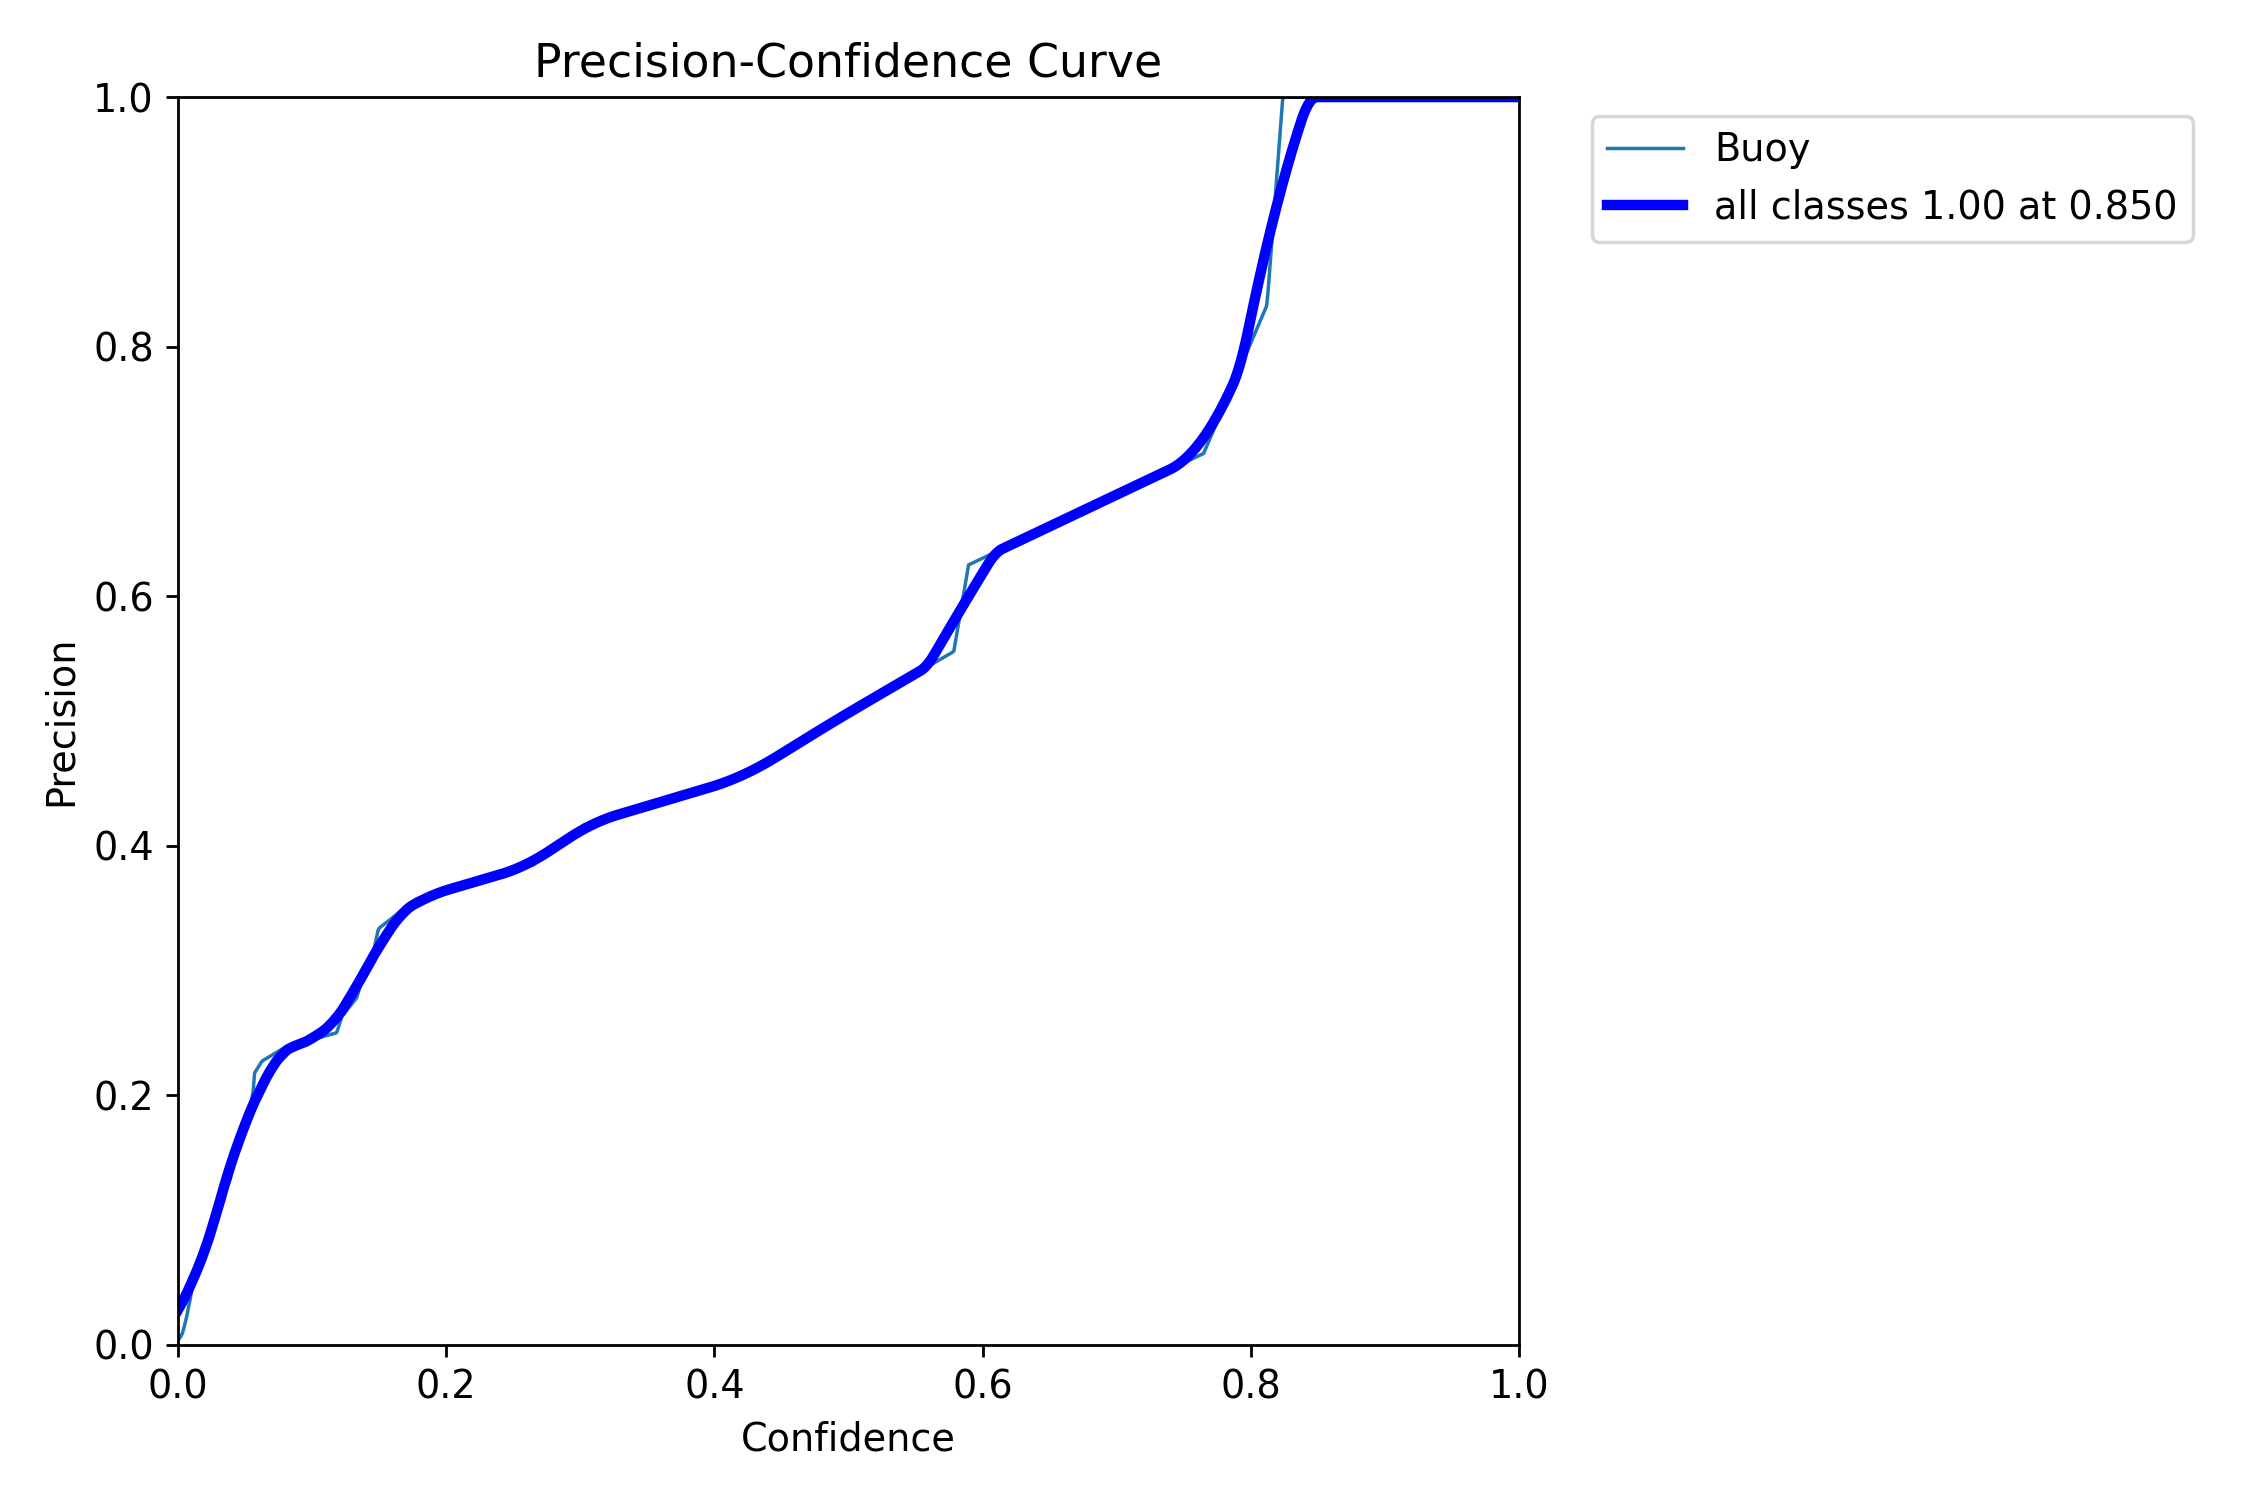 Precision-Confidence Curve
Buoy
all classes 1.00 at 0.850
Precision
1.0
0.8
0.6
0.4
0.2
0.0
0.0 0.2 0.4 0.6 0.8 1.0
Confidence